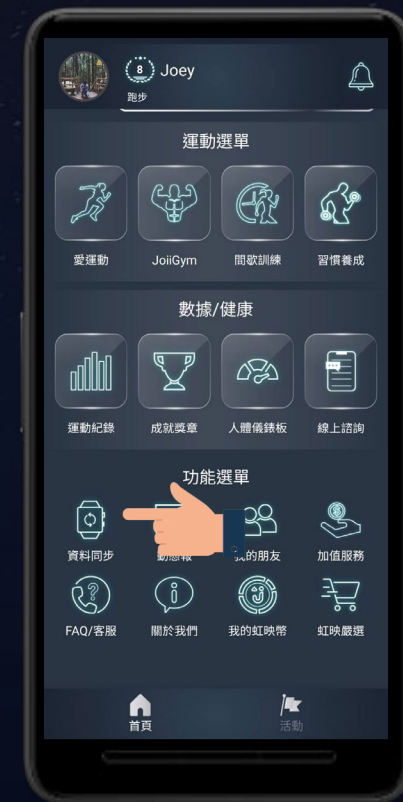 8 Joey
跑步
運動選單
愛運動 JoiiGym 間歇訓練 習慣養成
數據/健康
運動紀錄 成就獎章 人體儀錶板 線上諮詢
功能選單
資料同步 的朋友 加值服務
FAQ/客服 關於我們 我的虹映幣 虹映嚴選
首頁 活動